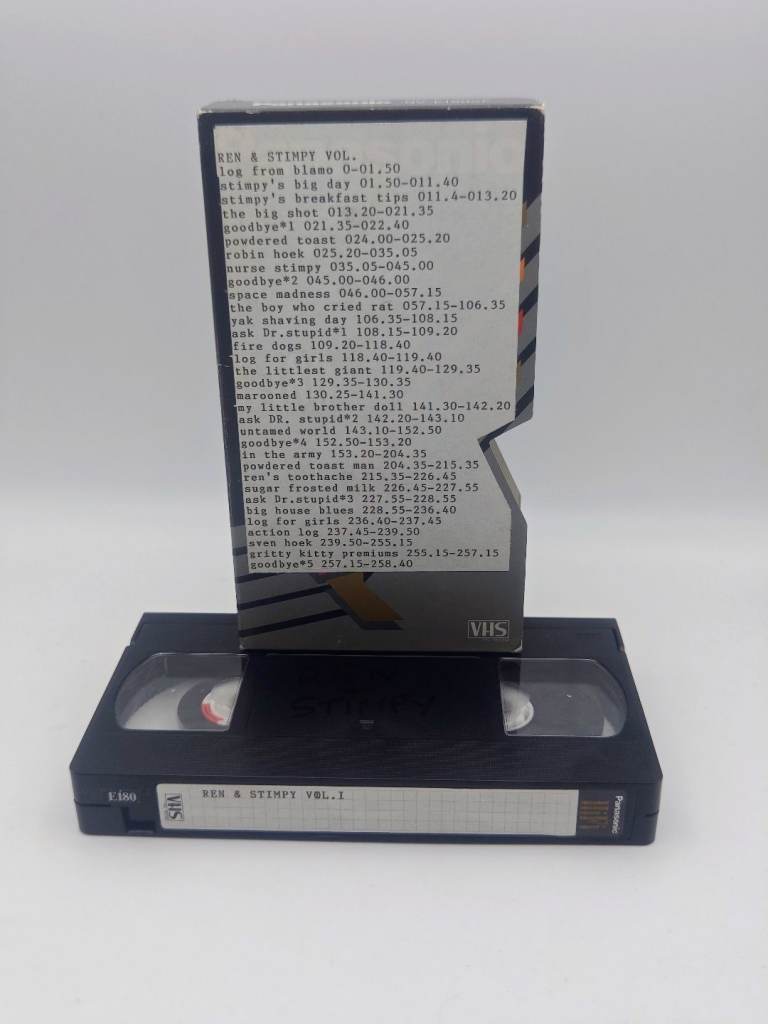 Panasonic
REN & STIMPY VOL.
log from blamo 0-01.50
stimpy's big day 01.50-011.40
stimpy's breakfast tips 011.4-013.20
the big shot 013.20-021.35
goodbye*1 021.35-022.40
powdered toast 024.00-025.20
robin hoek 025.20-035.05
nurse stimpy 035.05-045.00
goodbye*2 045.00-046.00
space madness 046.00-057.15
the boy who cried rat 057.15-106.35
yak shaving day 106.35-108.15
ask Dr.stupid*1 108.15-109.20
fire dogs 109.20-118.40
log for girls 118.40-119.40
the littlest giant 119.40-129.35
goodbye*3 129.35-130.35
marooned 130.25-141.30
my little brother doll 141.30-142.20
ask DR. stupid*2 142.20-143.10
untamed world 143.10-152.50
goodbye*4 152.50-153.20
in the army 153.20-204.35
powdered toast man 204.35-215.35
ren's toothache 215.35-226.45
sugar frosted milk 226.45-227.55
ask Dr.stupid*3 227.55-228.55
big house blues 228.55-236.40
log for girls 236.40-237.45
action log 237.45-239.50
sven hoek 239.50-255.15
gritty kitty premiums 255.15-257.15
goodbye*5 257.15-258.40
VHS
STIMPY
E180
VHS
REN & STIMPY VOL.I
Panasonic
HiFi